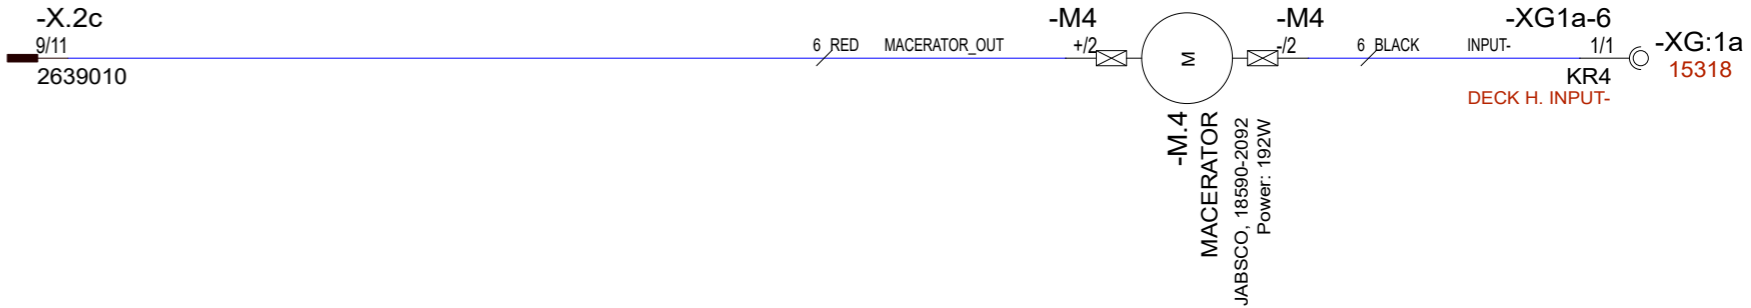 -X.2c
9/11
2639010
6 RED
MACERATOR_OUT
-M4
+/2
M
-M4
-/2
6 BLACK
INPUT-
-XG1a-6
1/1
KR4
DECK H. INPUT-
-XG:1a
15318
-M.4
MACERATOR
JABSCO, 18590-2092
Power: 192W